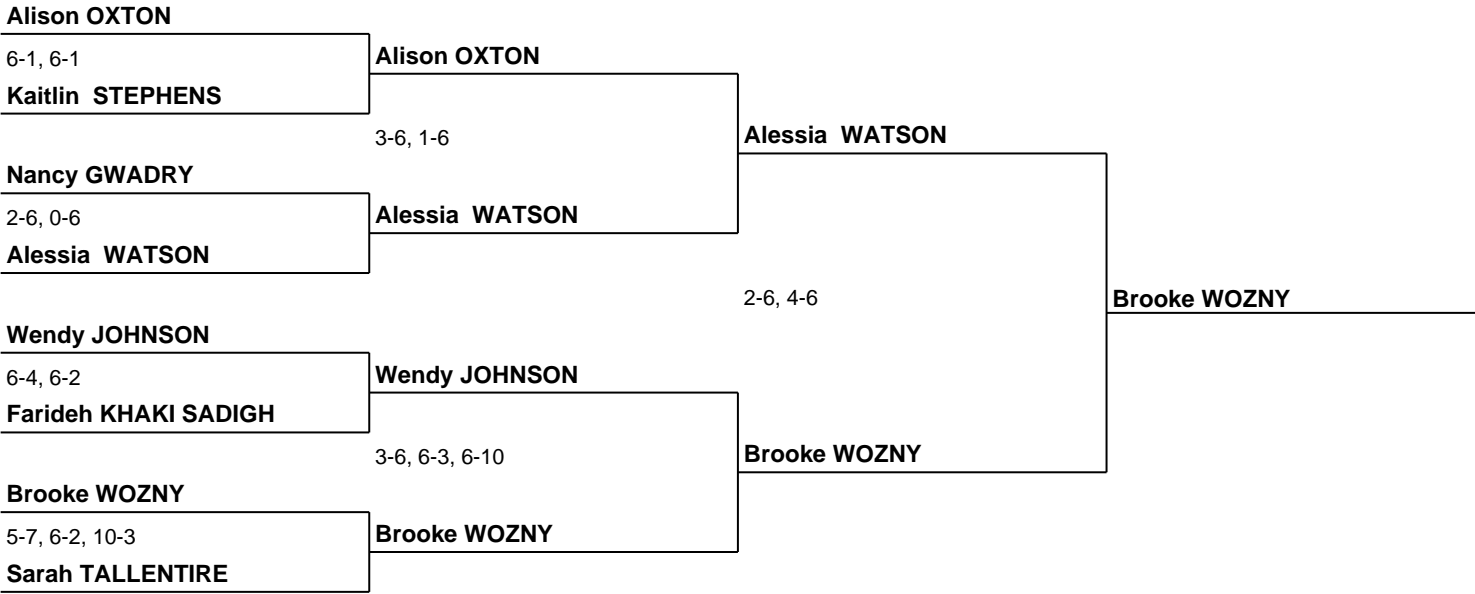 Alison OXTON
6-1, 6-1
Alison OXTON
Kaitlin  STEPHENS
3-6, 1-6
Alessia  WATSON
Nancy GWADRY
2-6, 0-6
Alessia  WATSON
Alessia  WATSON
2-6, 4-6
Brooke WOZNY
Wendy JOHNSON
6-4, 6-2
Wendy JOHNSON
Farideh KHAKI SADIGH
3-6, 6-3, 6-10
Brooke WOZNY
Brooke WOZNY
5-7, 6-2, 10-3
Brooke WOZNY
Sarah TALLENTIRE